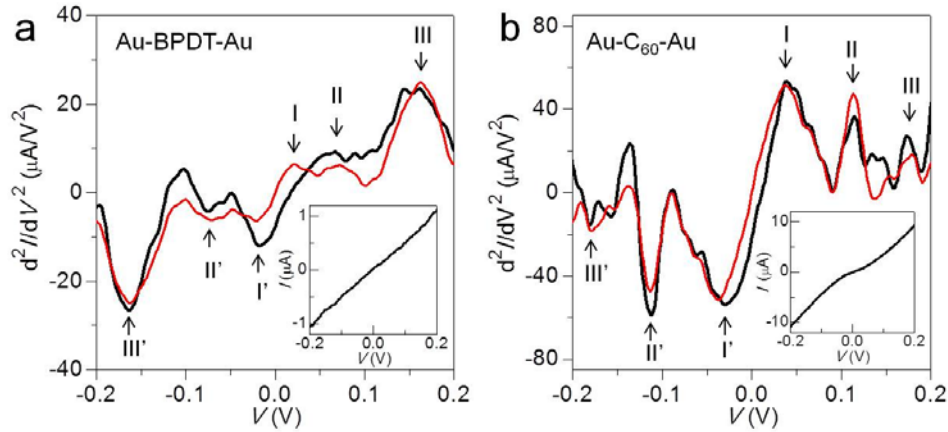 a
Au-BPDT-Au
d²I/dV² (μA/V²)
40
20
0
-20
-40
-0.2
-0.1
0.0
0.1
0.2
V (V)
I
II
III
III'
II'
I'
I (μA)
1
0
-1
-0.2
0.0
0.2
V (V)
b
Au-C₆₀-Au
d²I/dV² (μA/V²)
80
40
0
-40
-80
-0.2
-0.1
0.0
0.1
0.2
V (V)
I
II
III
III'
II'
I'
I (μA)
10
0
-10
-0.2
0.0
0.2
V (V)